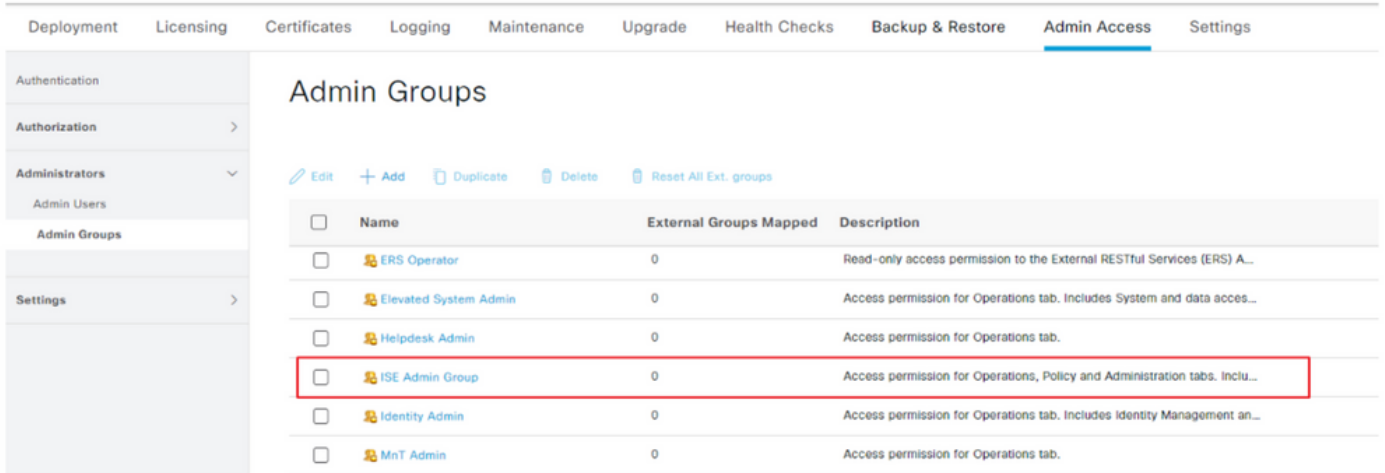 Deployment Licensing Certificates Logging Maintenance Upgrade Health Checks Backup & Restore Admin Access Settings
Authentication
Authorization
Administrators
Admin Users
Admin Groups
Settings
Admin Groups
Edit Add Duplicate Delete Reset All Ext. groups
Name External Groups Mapped Description
ERS Operator 0 Read-only access permission to the External RESTful Services (ERS) A...
Elevated System Admin 0 Access permission for Operations tab. Includes System and data acces...
Helpdesk Admin 0 Access permission for Operations tab.
ISE Admin Group 0 Access permission for Operations, Policy and Administration tabs. Inclu...
Identity Admin 0 Access permission for Operations tab. Includes Identity Management an...
MnT Admin 0 Access permission for Operations tab.